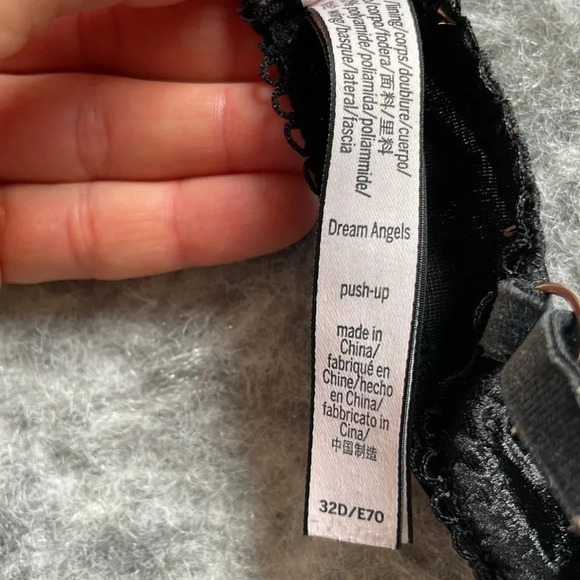 lining/corps/doublure/cuerpo/
corpo/fodera/面料/里料
polyamide/poliamida/poliammide/
wing/basque/lateral/fascia
Dream Angels
push-up
made in
China/
fabriqué en
Chine/hecho
en China/
fabbricato in
Cina/
中国制造
32D/E70